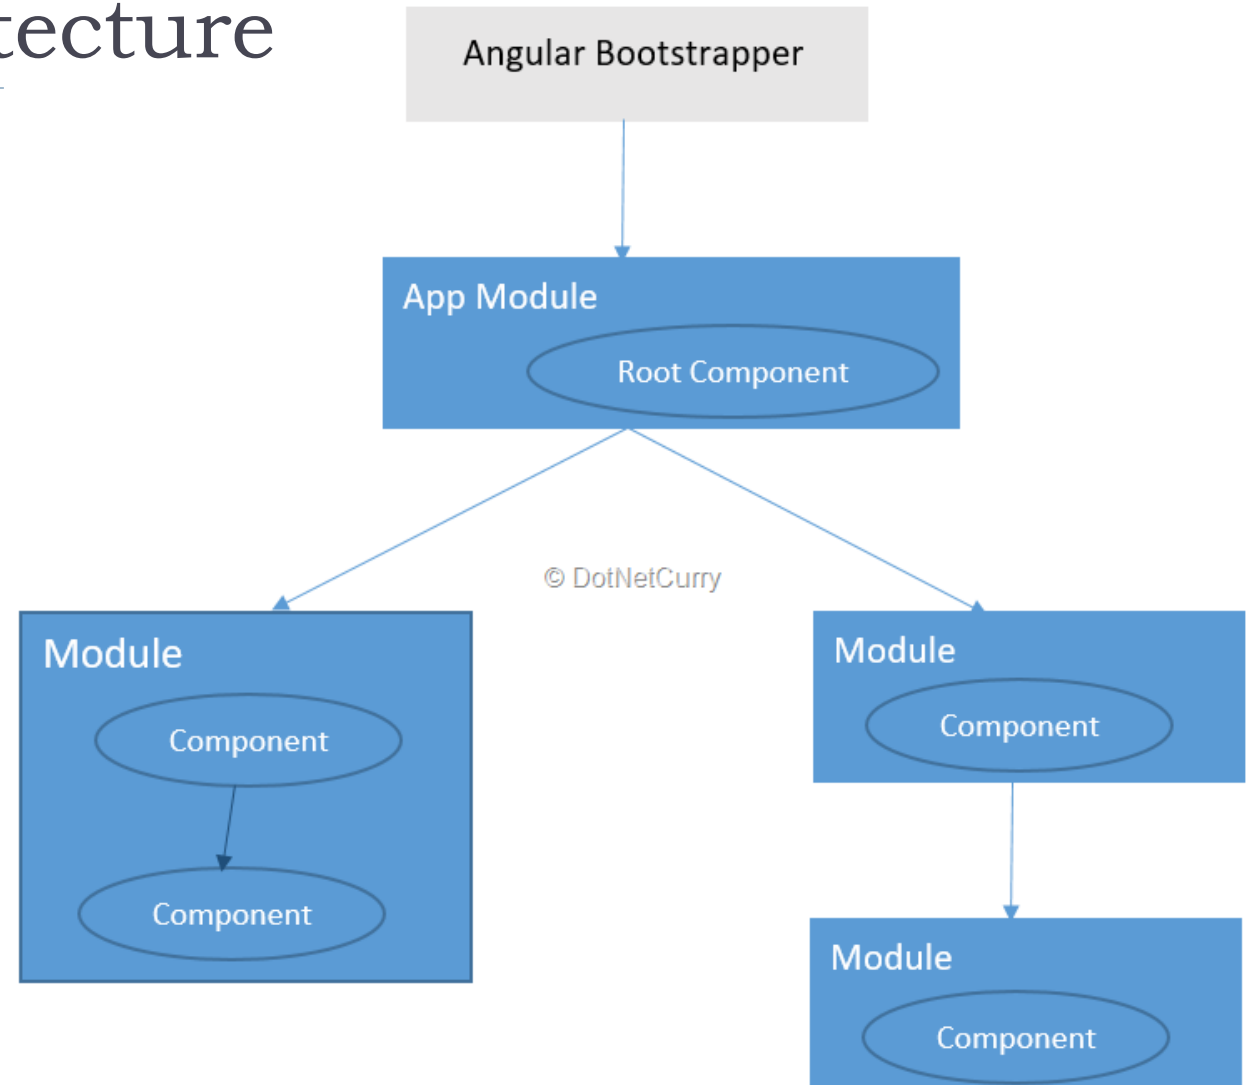 tecture
Angular Bootstrapper
App Module
Root Component
© DotNetCurry
Module
Component
Component
Module
Component
Module
Component